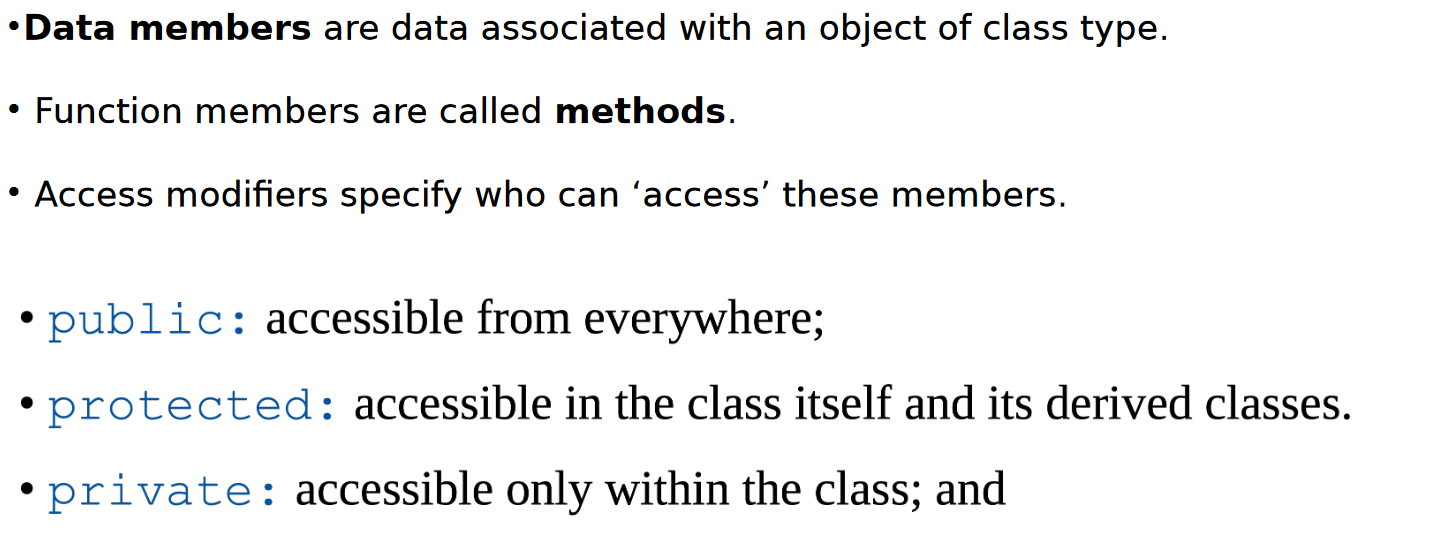 •Data members are data associated with an object of class type.
• Function members are called methods.
• Access modifiers specify who can ‘access’ these members.
• public: accessible from everywhere;
• protected: accessible in the class itself and its derived classes.
• private: accessible only within the class; and